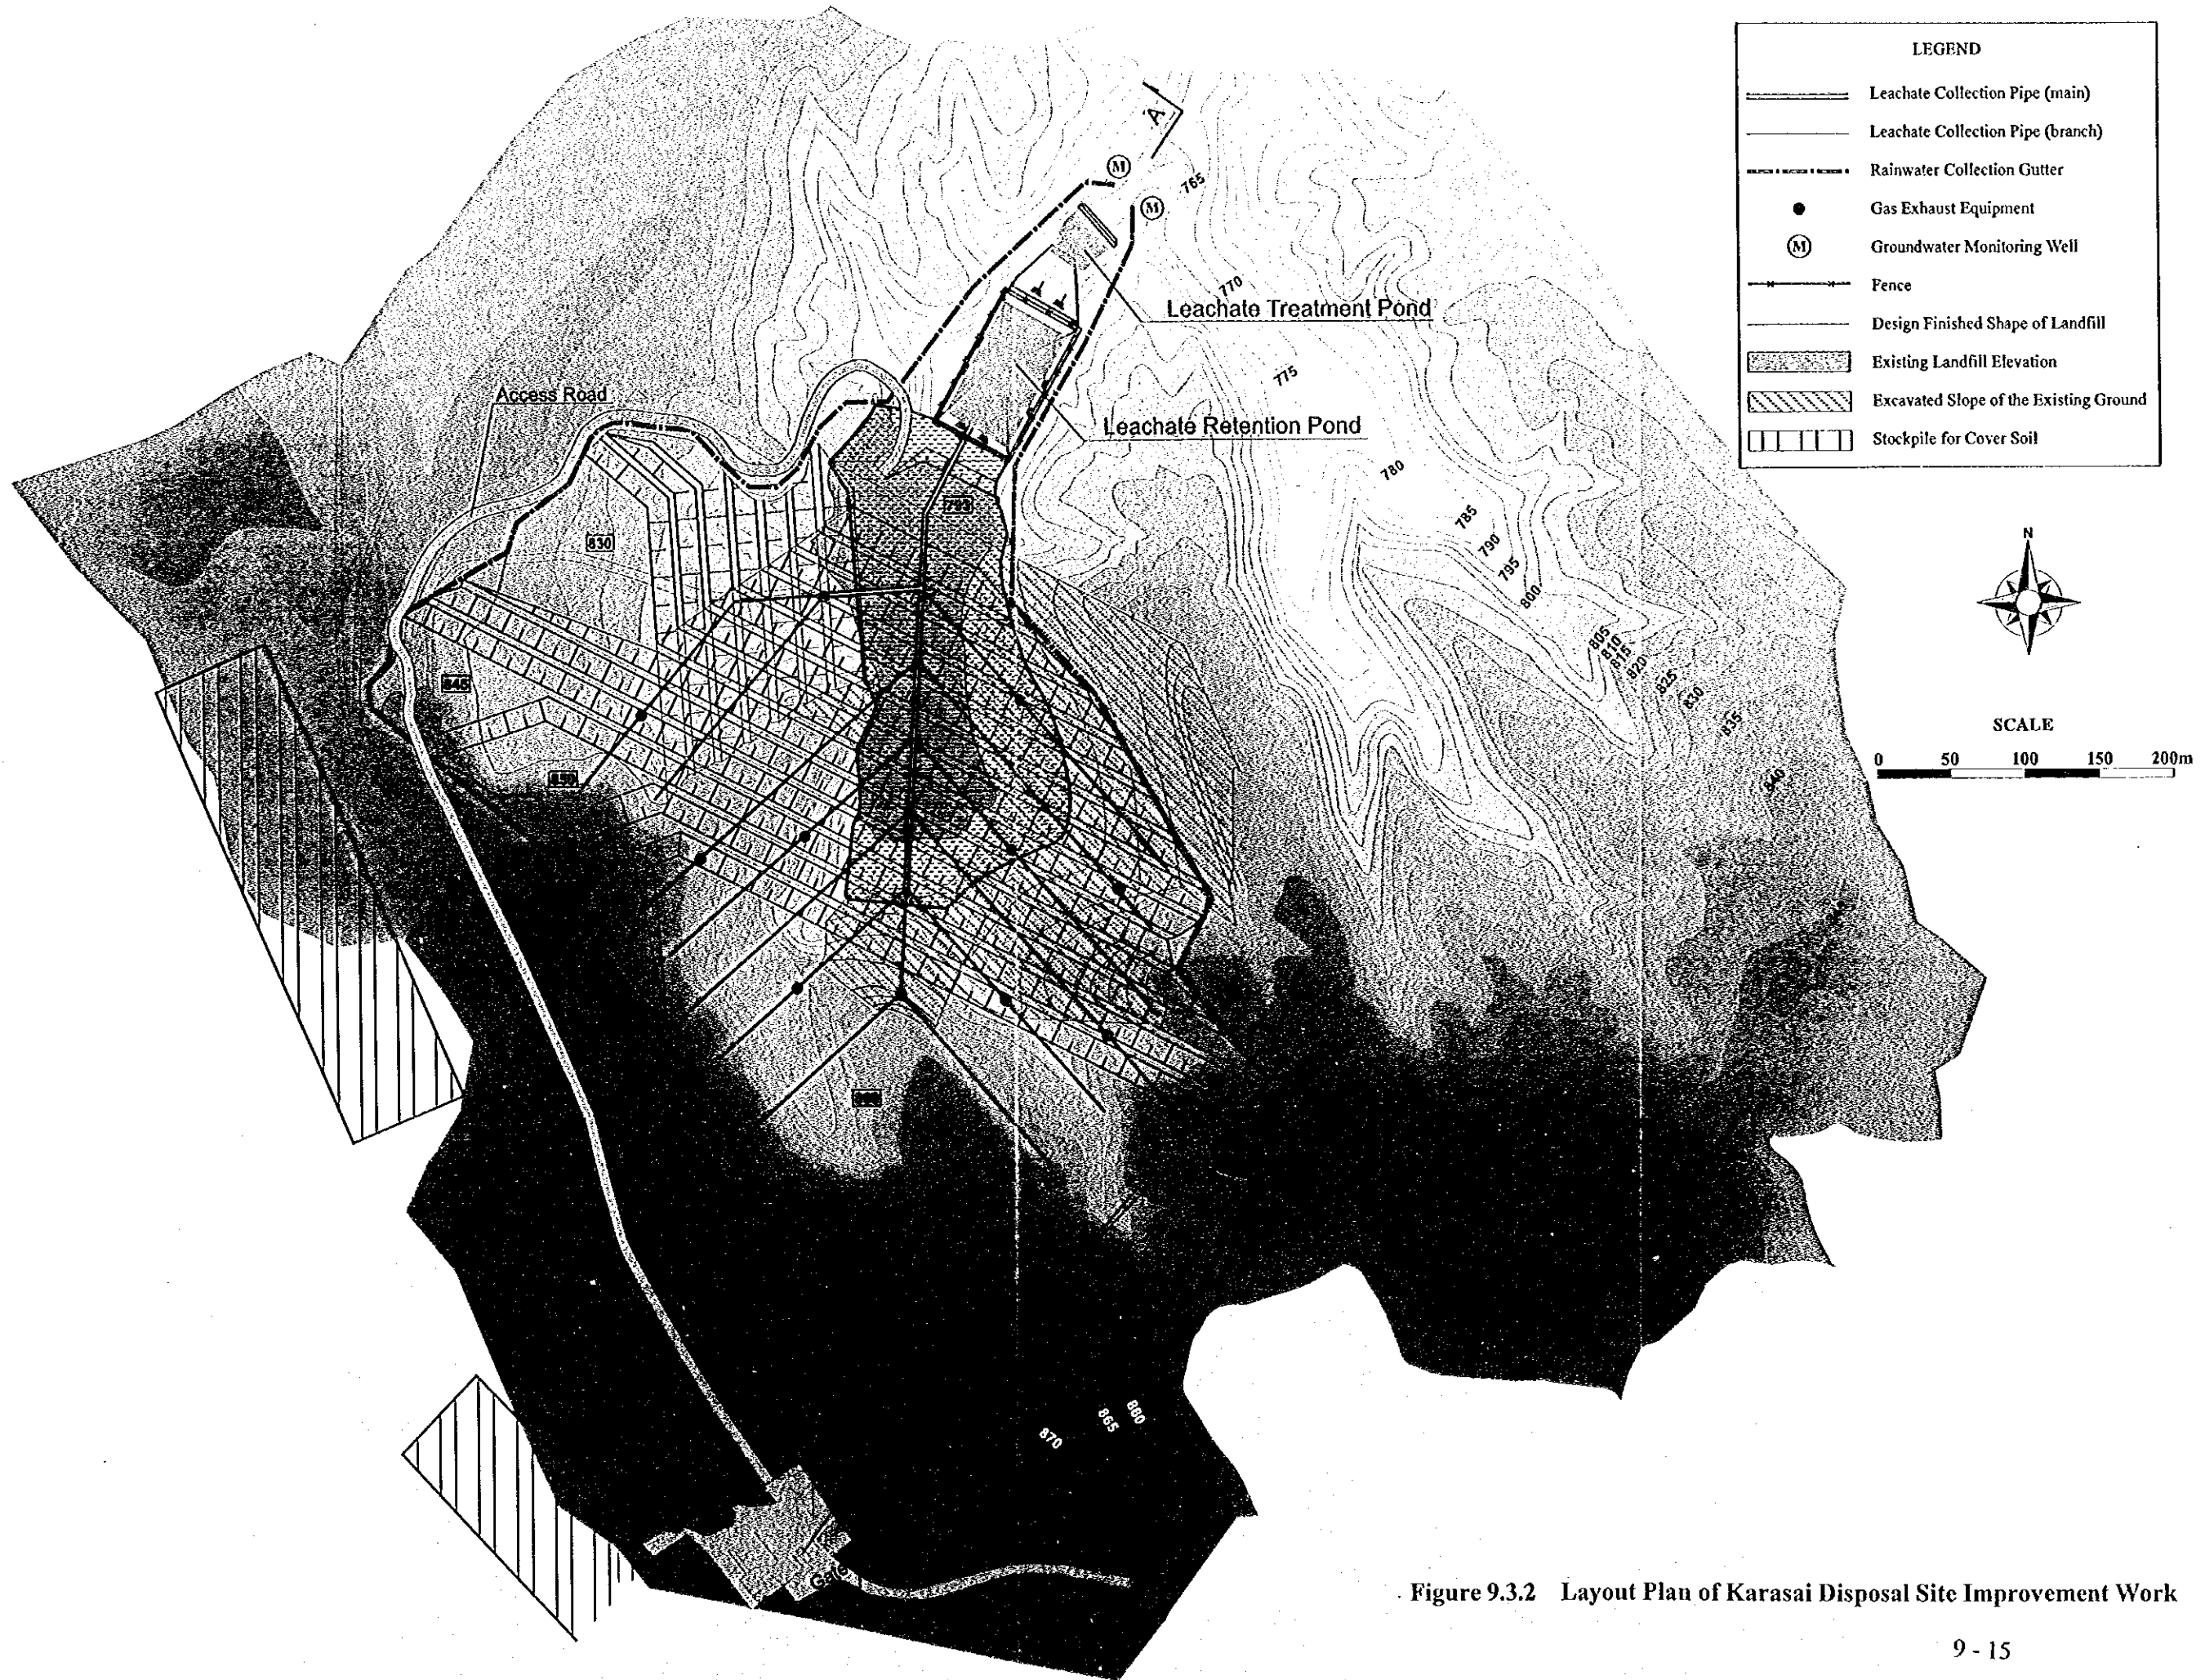 LEGEND
Leachate Collection Pipe (main)
Leachate Collection Pipe (branch)
Rainwater Collection Gutter
Gas Exhaust Equipment
M Groundwater Monitoring Well
Fence
Design Finished Shape of Landfill
Existing Landfill Elevation
Excavated Slope of the Existing Ground
Stockpile for Cover Soil
A'
M
M
765
770
Leachate Treatment Pond
775
Access Road
Leachate Retention Pond
780
785
790
795
800
805
810
815
820
825
830
835
840
793
830
N
SCALE
0 50 100 150 200m
870
865
860
Gate
Figure 9.3.2 Layout Plan of Karasai Disposal Site Improvement Work
9 - 15